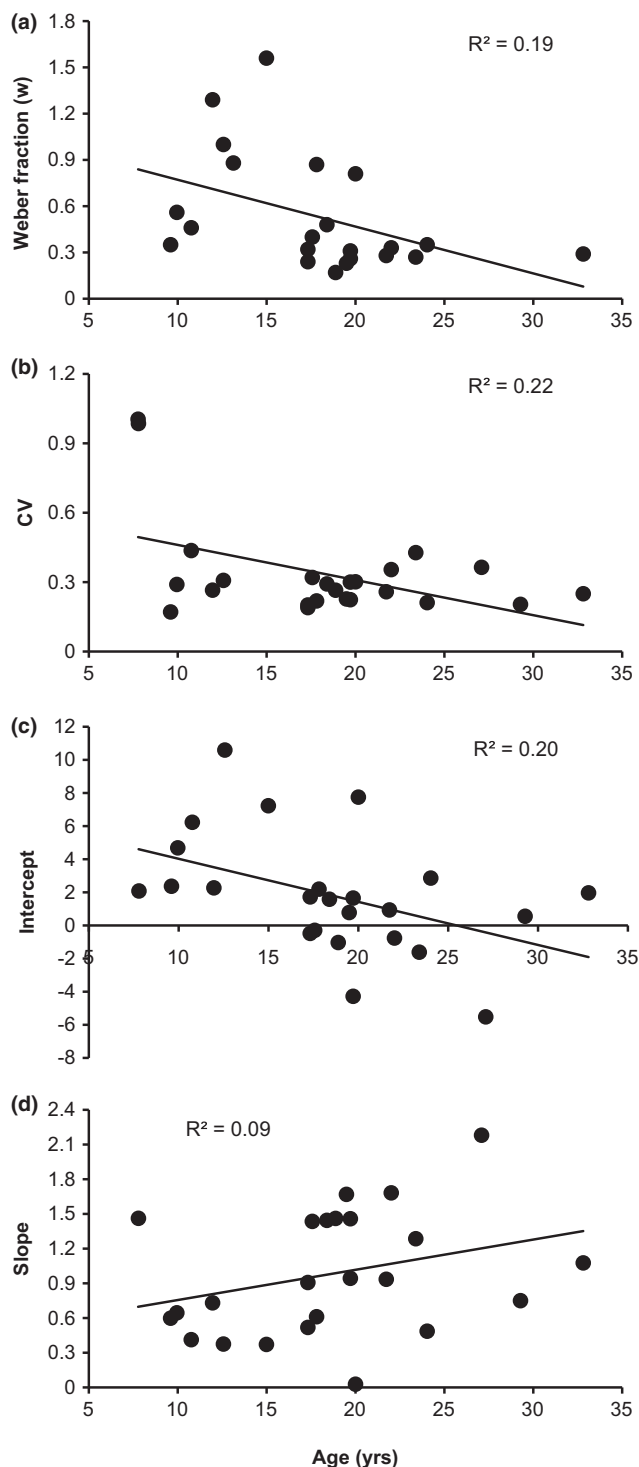 (a)
R² = 0.19
Weber fraction (w)
1.8
1.5
1.2
0.9
0.6
0.3
0
5 10 15 20 25 30 35
(b)
R² = 0.22
CV
1.2
0.9
0.6
0.3
0
5 10 15 20 25 30 35
(c)
R² = 0.20
Intercept
12
10
8
6
4
2
0
-2
-4
-6
-8
5 10 15 20 25 30 35
(d)
R² = 0.09
Slope
2.4
2.1
1.8
1.5
1.2
0.9
0.6
0.3
0
5 10 15 20 25 30 35
Age (yrs)